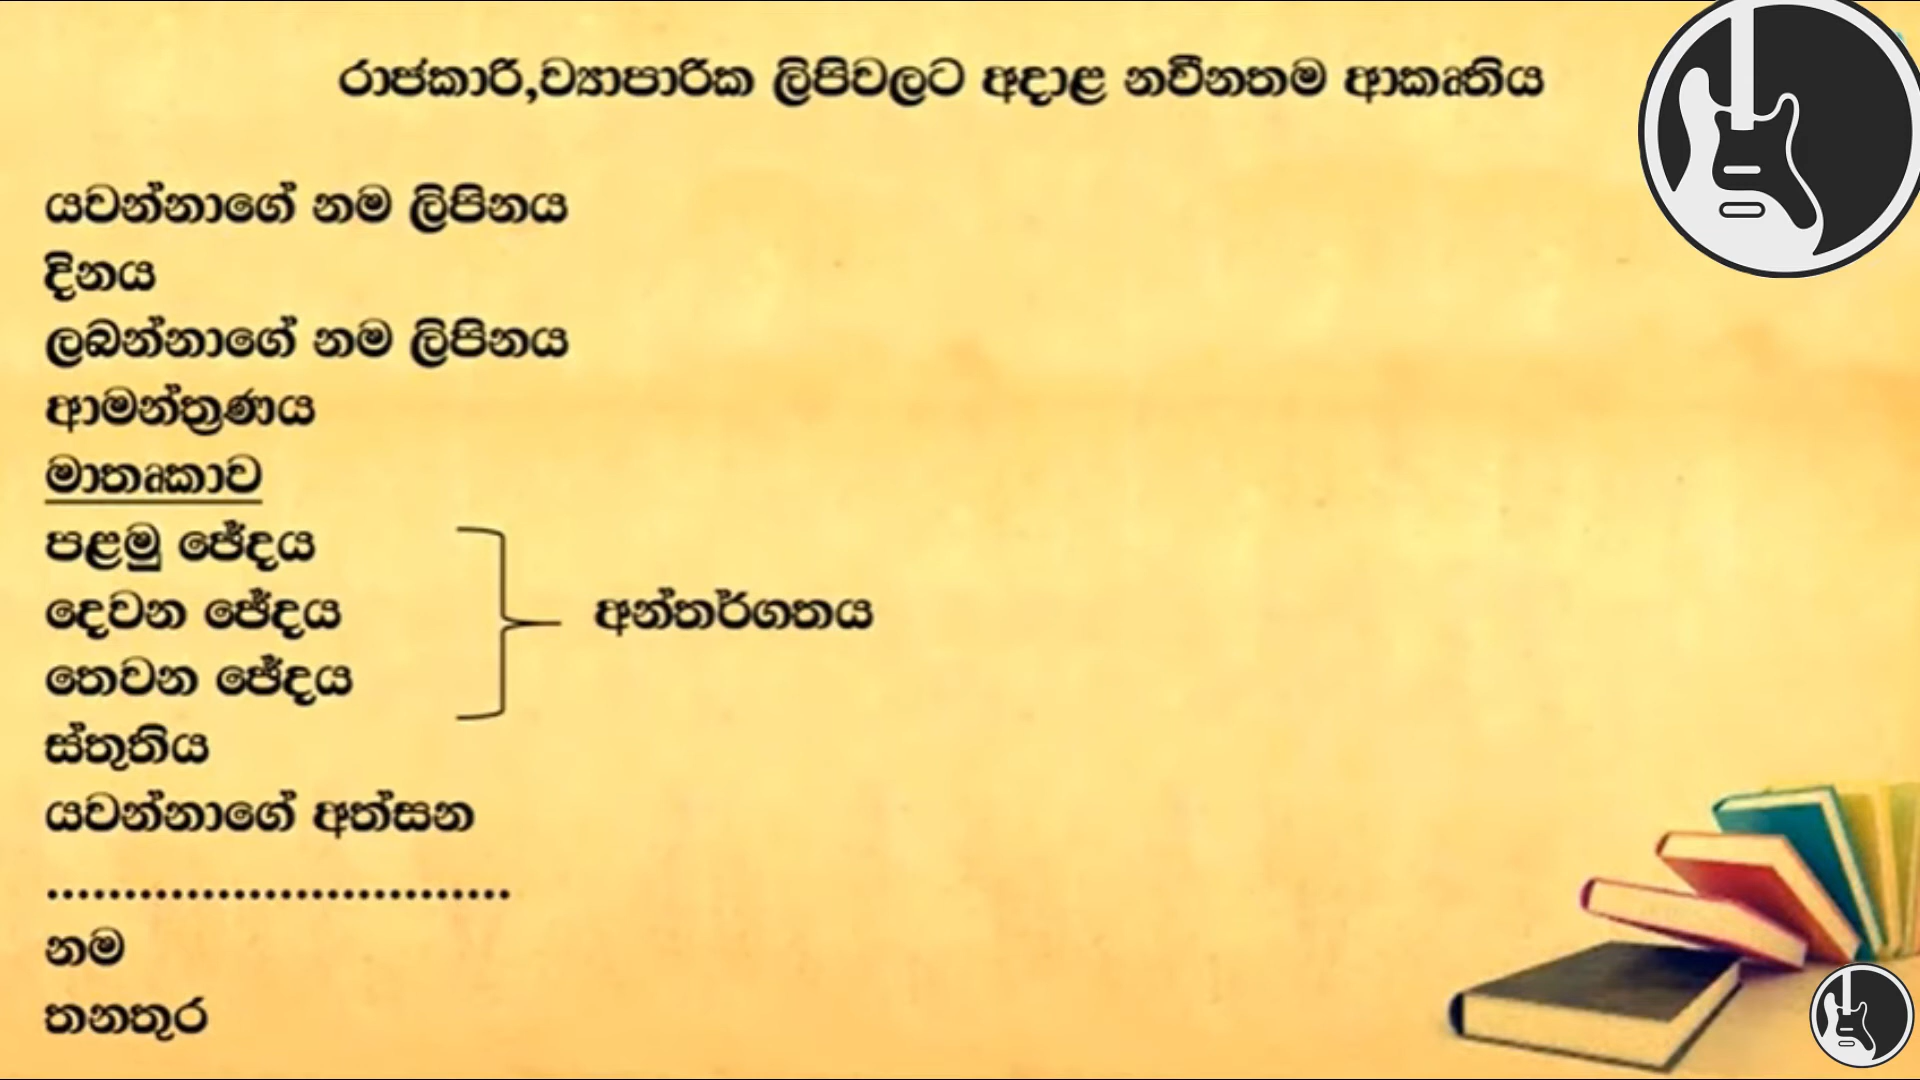 රාජ්කාරී,ව්‍යාපාරික ලිපිවලට අදාළ නවීනතම ආකෘතිය
යවන්නාගේ නම ලිපිනය
දිනය
ලබන්නාගේ නම ලිපිනය
ආමන්ත්‍රණය
මාතෘකාව
පළමු ඡේදය
දෙවන ඡේදය
අන්තර්ගතය
තෙවන ඡේදය
ස්තුතිය
යවන්නාගේ අත්සන
..............................
නම
තනතුර